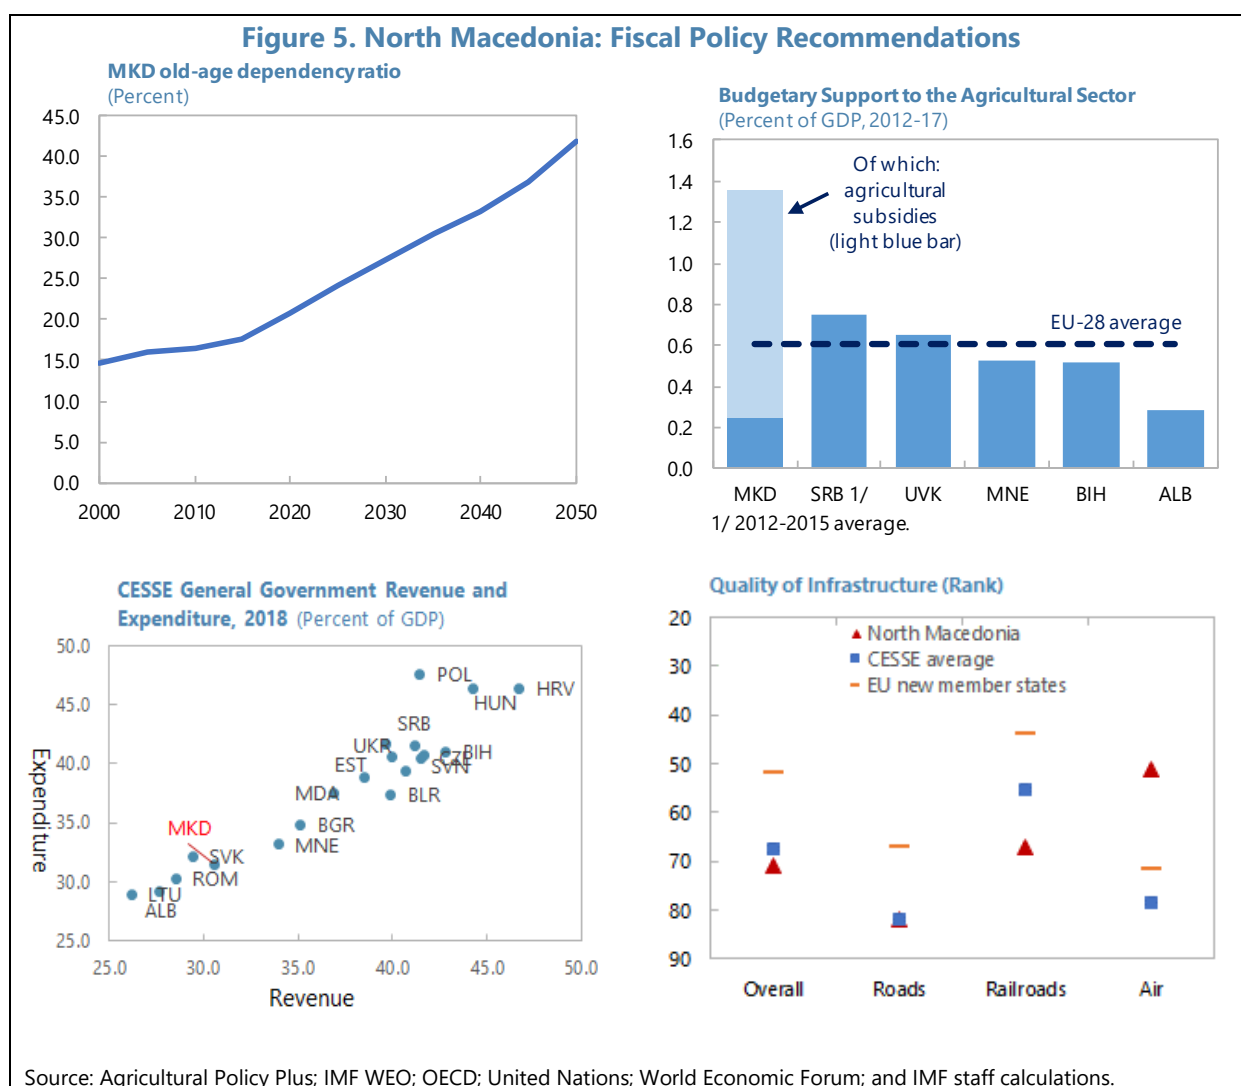 Figure 5. North Macedonia: Fiscal Policy Recommendations
MKD old-age dependency ratio
(Percent)
45.0
40.0
35.0
30.0
25.0
20.0
15.0
10.0
5.0
0.0
2000 2010 2020 2030 2040 2050
Budgetary Support to the Agricultural Sector
(Percent of GDP, 2012-17)
1.6
1.4
1.2
1.0
0.8
0.6
0.4
0.2
0.0
Of which:
agricultural
subsidies
(light blue bar)
EU-28 average
MKD SRB 1/ UVK MNE BIH ALB
1/ 2012-2015 average.
CESSE General Government Revenue and
Expenditure, 2018 (Percent of GDP)
50.0
45.0
40.0
35.0
30.0
25.0
Expenditure
POL
HRV
HUN
SRB
UKR
BIH
CZE
SVN
EST
MDA
BLR
BGR
MKD
MNE
SVK
ROM
LTU
ALB
25.0 30.0 35.0 40.0 45.0 50.0
Revenue
Quality of Infrastructure (Rank)
20
30
40
50
60
70
80
90
North Macedonia
CESSE average
EU new member states
Overall Roads Railroads Air
Source: Agricultural Policy Plus; IMF WEO; OECD; United Nations; World Economic Forum; and IMF staff calculations.